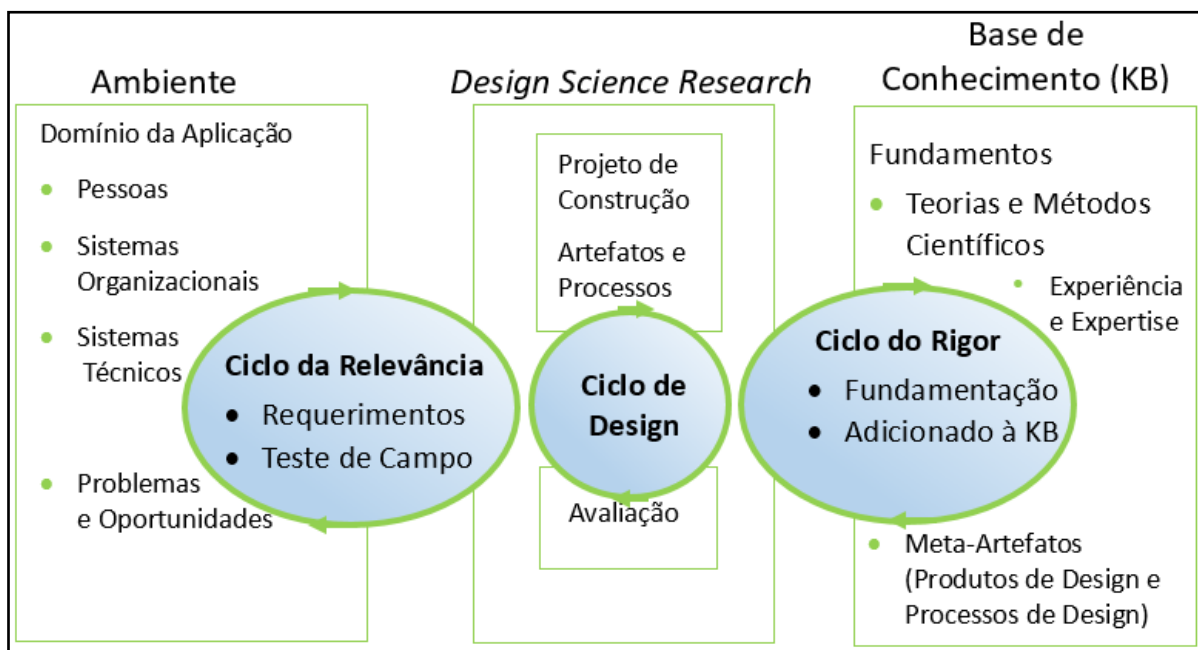 Ambiente
Domínio da Aplicação
Pessoas
Sistemas
Organizacionais
Sistemas
Técnicos
Problemas
e Oportunidades
Ciclo da Relevância
Requerimentos
Teste de Campo
Design Science Research
Projeto de
Construção
Artefatos e
Processos
Ciclo de
Design
Avaliação
Base de
Conhecimento (KB)
Fundamentos
Teorias e Métodos
Científicos
Experiência
e Expertise
Ciclo do Rigor
Fundamentação
Adicionado à KB
Meta-Artefatos
(Produtos de Design e
Processos de Design)